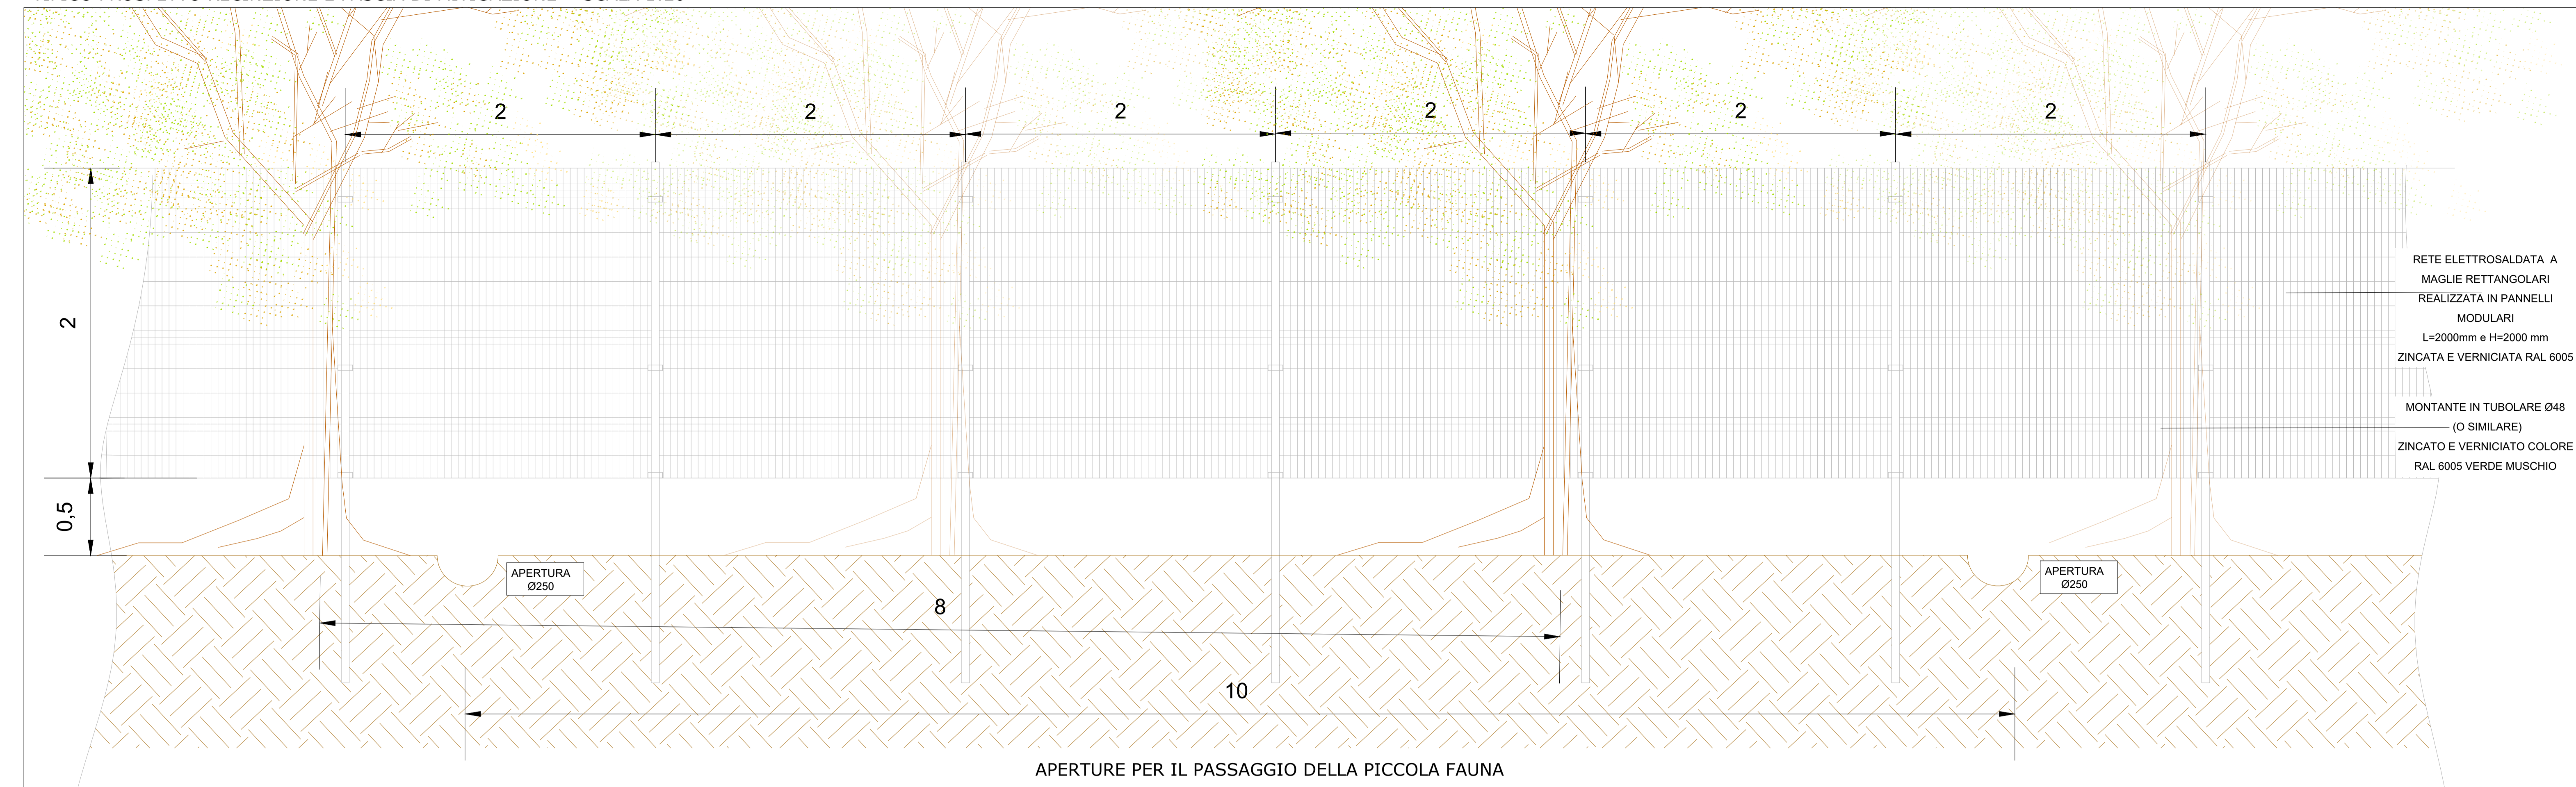 2
2
2
2
2
2
2
0,5
RETE ELETTROSALDATA A
MAGLIE RETTANGOLARI
REALIZZATA IN PANNELLI
MODULARI
L=2000mm e H=2000 mm
ZINCATA E VERNICIATA RAL 6005
MONTANTE IN TUBOLARE Ø48
(O SIMILARE)
ZINCATO E VERNICIATO COLORE
RAL 6005 VERDE MUSCHIO
APERTURA
Ø250
APERTURA
Ø250
8
10
APERTURE PER IL PASSAGGIO DELLA PICCOLA FAUNA